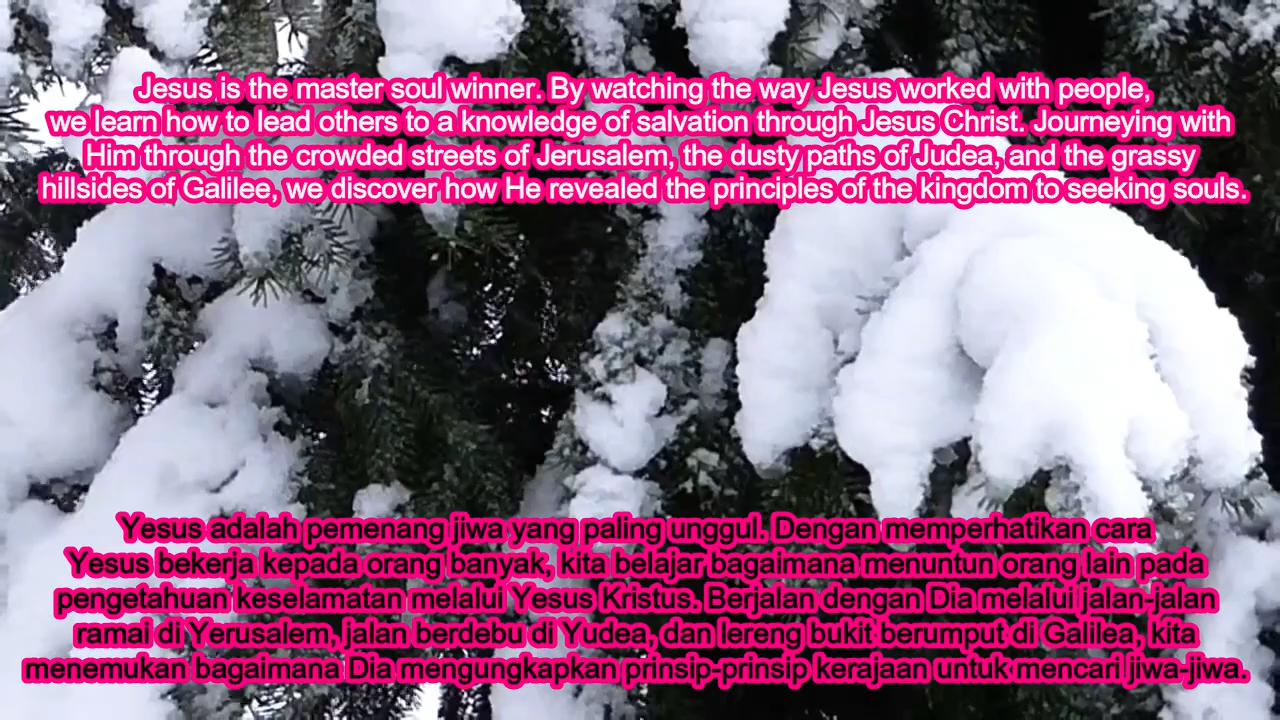 Jesus is the master soul winner. By watching the way Jesus worked with people,
we learn how to lead others to a knowledge of salvation through Jesus Christ. Journeying with
Him through the crowded streets of Jerusalem, the dusty paths of Judea, and the grassy
hillsides of Galilee, we discover how He revealed the principles of the kingdom to seeking souls.
Yesus adalah pemenang jiwa yang paling unggul. Dengan memperhatikan cara
Yesus bekerja kepada orang banyak, kita belajar bagaimana menuntun orang lain pada
pengetahuan keselamatan melalui Yesus Kristus. Berjalan dengan Dia melalui jalan-jalan
ramai di Yerusalem, jalan berdebu di Yudea, dan lereng bukit berumput di Galilea, kita
menemukan bagaimana Dia mengungkapkan prinsip-prinsip kerajaan untuk mencari jiwa-jiwa.